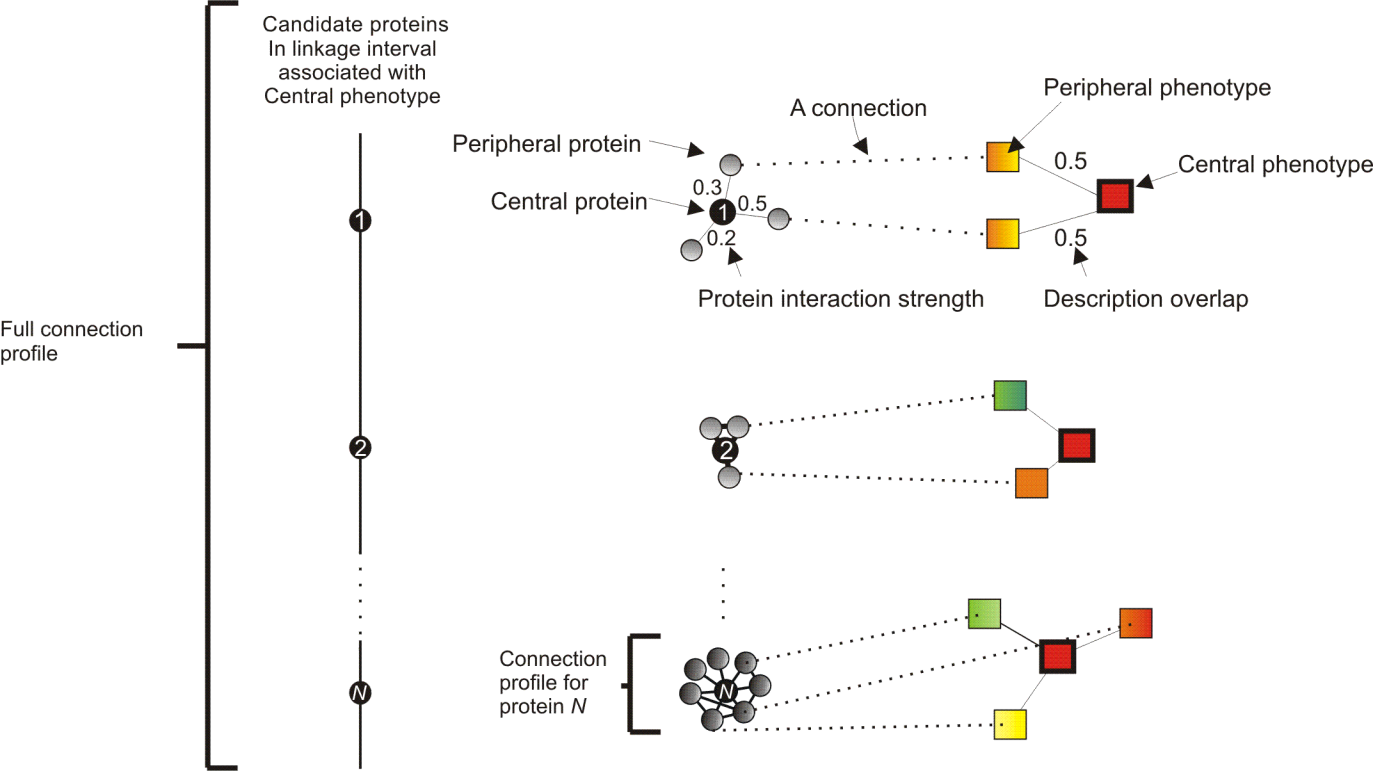 Candidate proteins
In linkage interval
associated with
Central phenotype
Peripheral phenotype
A connection
Peripheral protein
0.5
Central phenotype
0.3
Central protein
0.5
1
1
0.2
0.5
Protein interaction strength
Description overlap
Full connection
profile
2
2
Connection
profile for
protein N
N
N